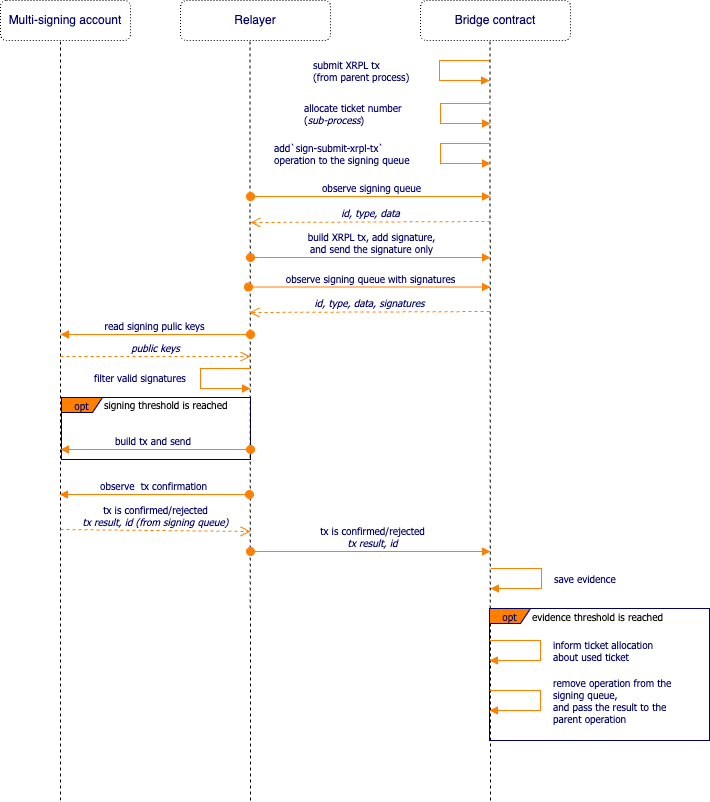 Multi-signing account
Relayer
Bridge contract
submit XRPL tx
(from parent process)
allocate ticket number
(sub-process)
add`sign-submit-xrpl-tx`
operation to the signing queue
observe signing queue
id, type, data
build XRPL tx, add signature,
and send the signature only
observe signing queue with signatures
id, type, data, signatures
read signing pulic keys
public keys
filter valid signatures
opt
signing threshold is reached
build tx and send
observe tx confirmation
tx is confirmed/rejected
tx result, id (from signing queue)
tx is confirmed/rejected
tx result, id
save evidence
opt
evidence threshold is reached
inform ticket allocation
about used ticket
remove operation from the
signing queue,
and pass the result to the
parent operation